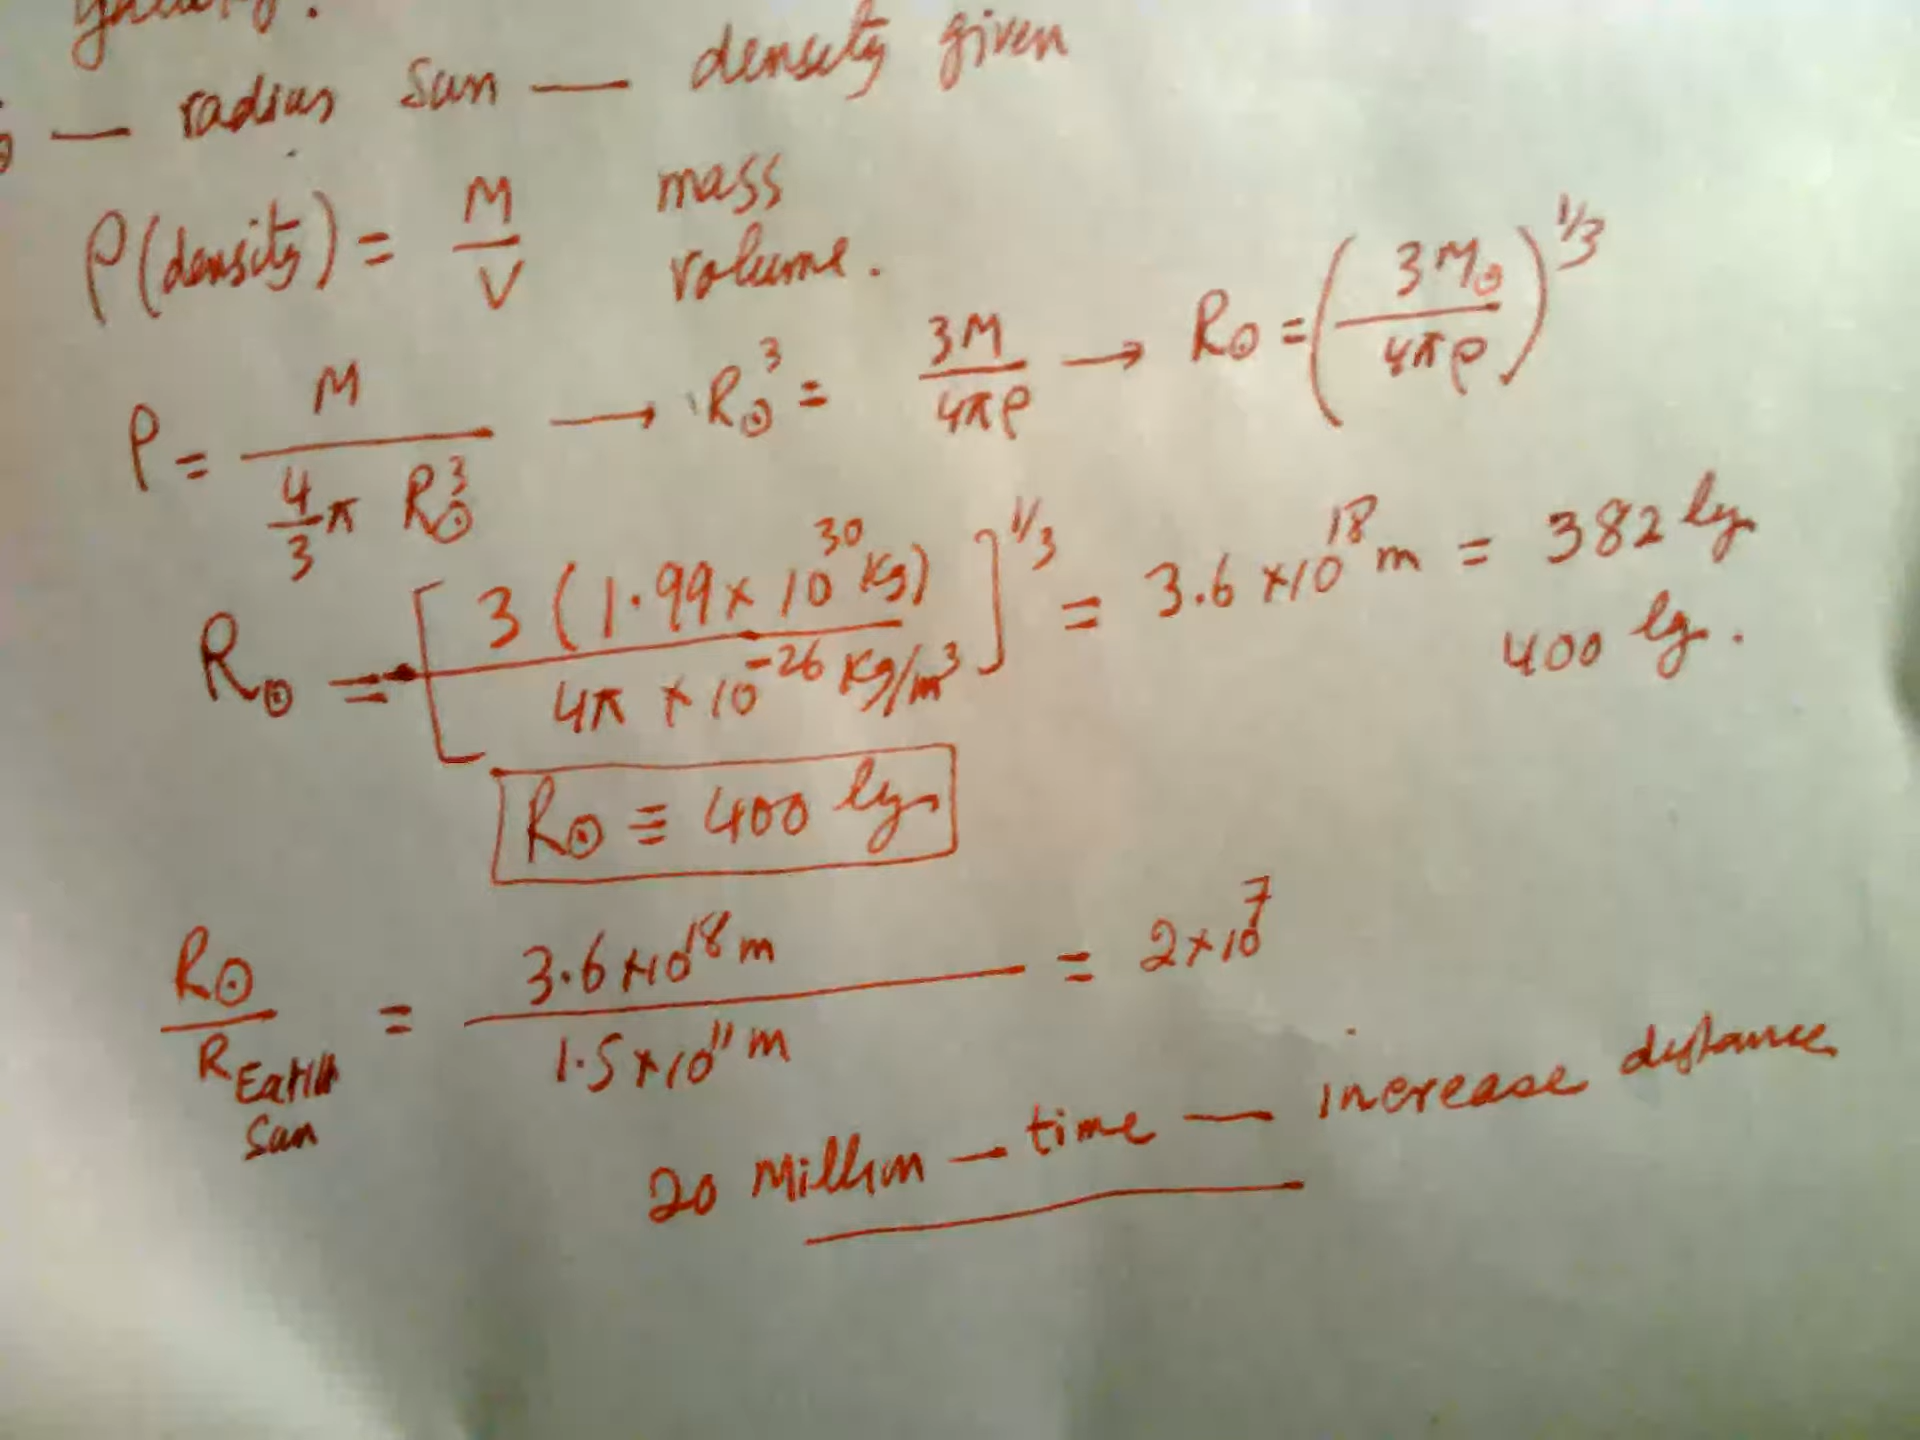 — radius Sun — density given
ρ(density) = M/V mass volume.
ρ = M / (4/3 π R☉³) → R☉³ = 3M/4πρ → R☉ = (3M☉/4πρ)^1/3
R☉ = [3(1.99×10^30 Kg) / 4π × 10^-26 Kg/m³]^1/3 = 3.6×10^18 m = 382 ly
400 ly.
R☉ ≡ 400 ly
R☉/R Earth Sun = 3.6×10^18 m / 1.5×10^11 m = 2×10^7
20 Million — time — increase distance